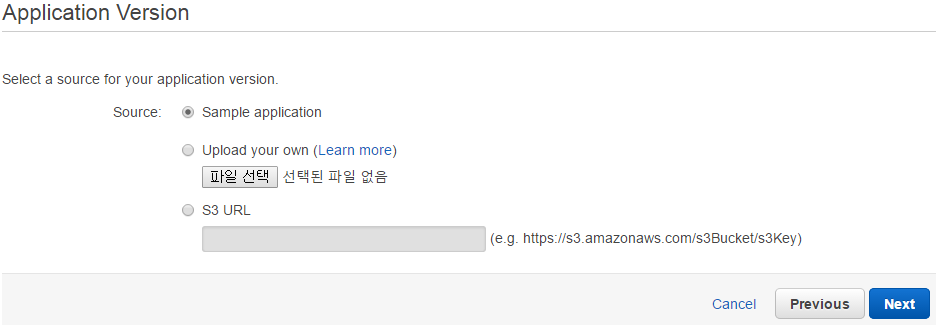 Application Version
Select a source for your application version.
Source: Sample application
Upload your own (Learn more)
파일 선택 선택된 파일 없음
S3 URL
(e.g. https://s3.amazonaws.com/s3Bucket/s3Key)
Cancel Previous Next